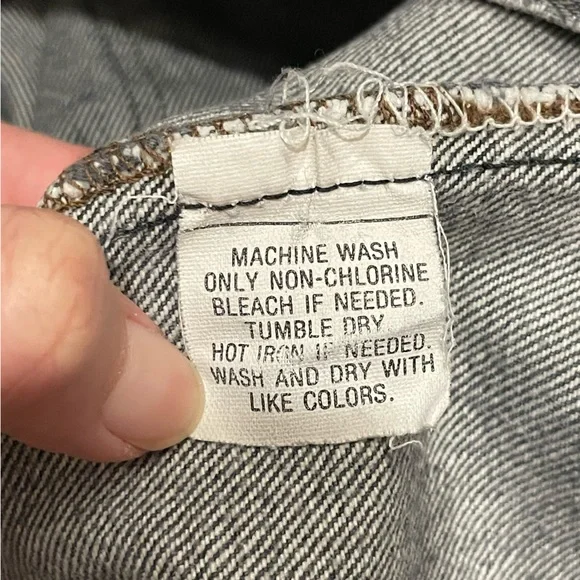 MACHINE WASH
ONLY NON-CHLORINE
BLEACH IF NEEDED.
TUMBLE DRY
HOT IRON IF NEEDED.
WASH AND DRY WITH
LIKE COLORS.